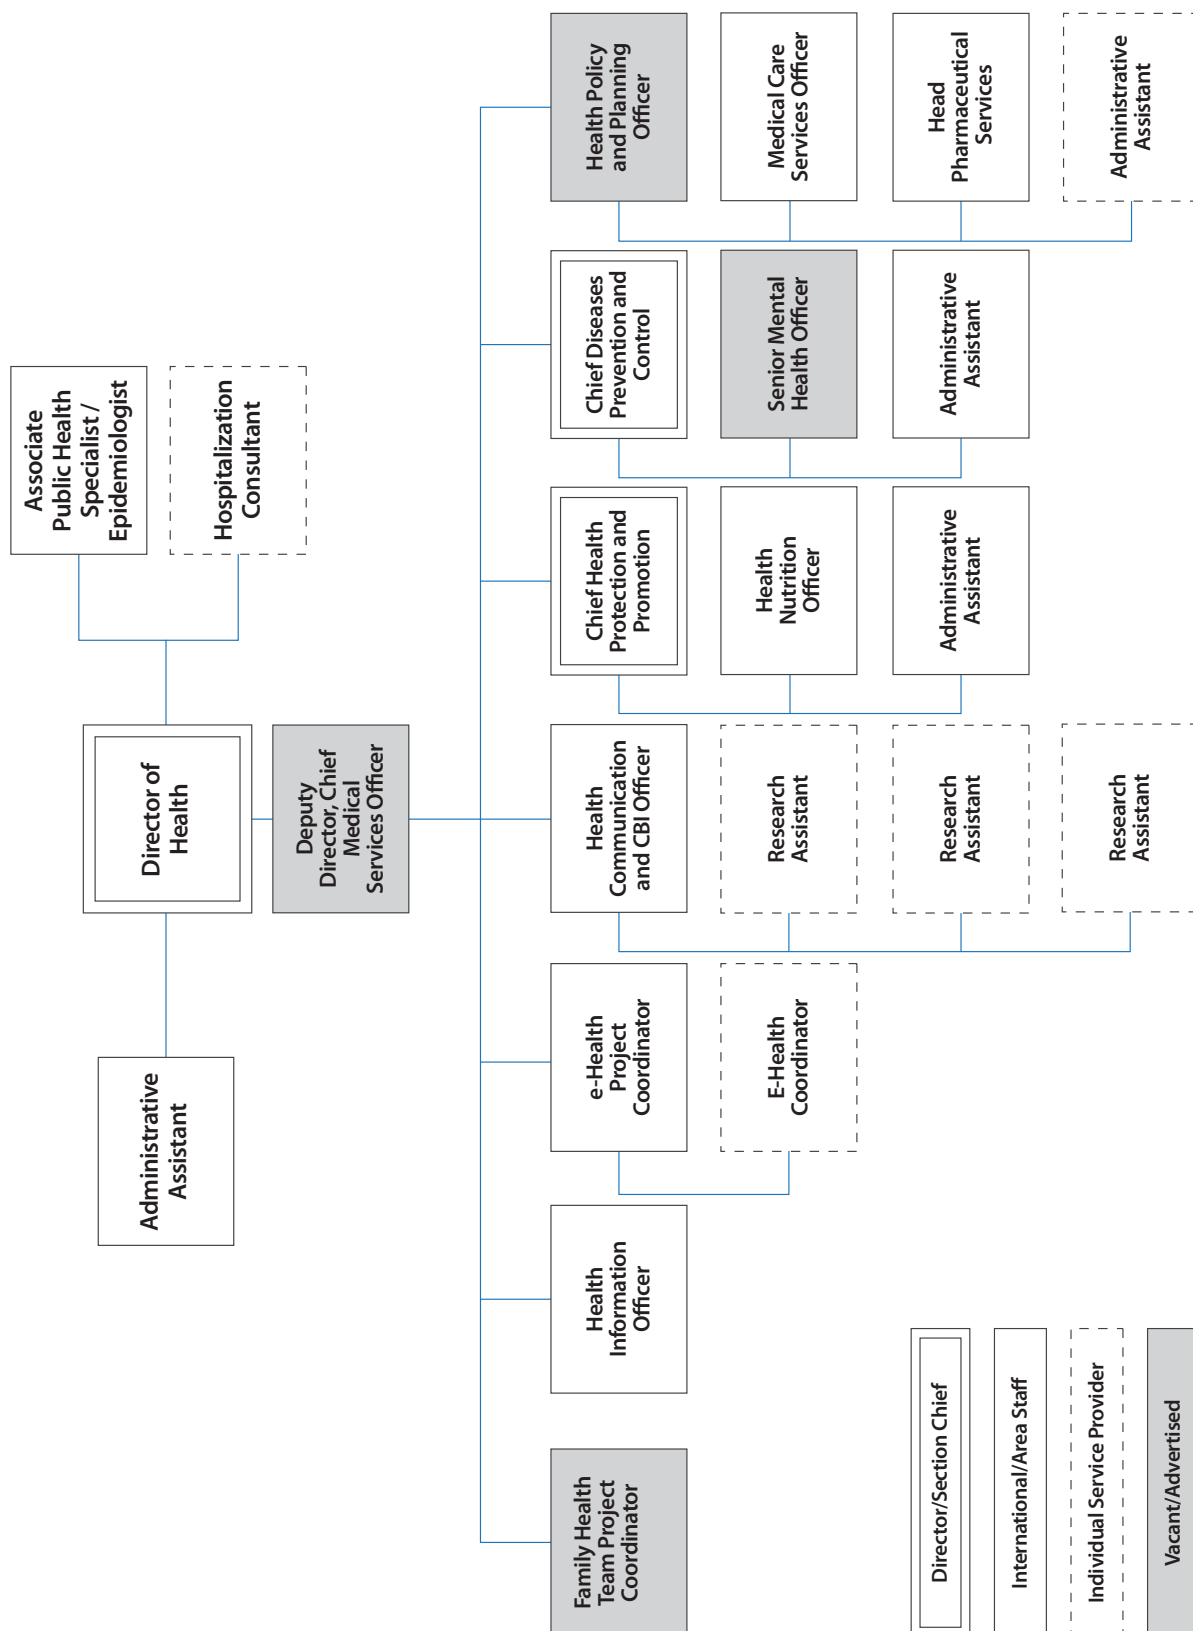 Administrative
Assistant
Director of
Health
Associate
Public Health
Specialist /
Epidemiologist
Hospitalization
Consultant
Deputy
Director, Chief
Medical
Services Officer
Family Health
Team Project
Coordinator
Health
Information
Officer
e-Health
Project
Coordinator
E-Health
Coordinator
Health
Communication
and CBI Officer
Research
Assistant
Research
Assistant
Research
Assistant
Chief Health
Protection and
Promotion
Health
Nutrition
Officer
Administrative
Assistant
Chief Diseases
Prevention and
Control
Senior Mental
Health Officer
Administrative
Assistant
Health Policy
and Planning
Officer
Medical Care
Services Officer
Head
Pharmaceutical
Services
Administrative
Assistant
Director/Section Chief
International/Area Staff
Individual Service Provider
Vacant/Advertised